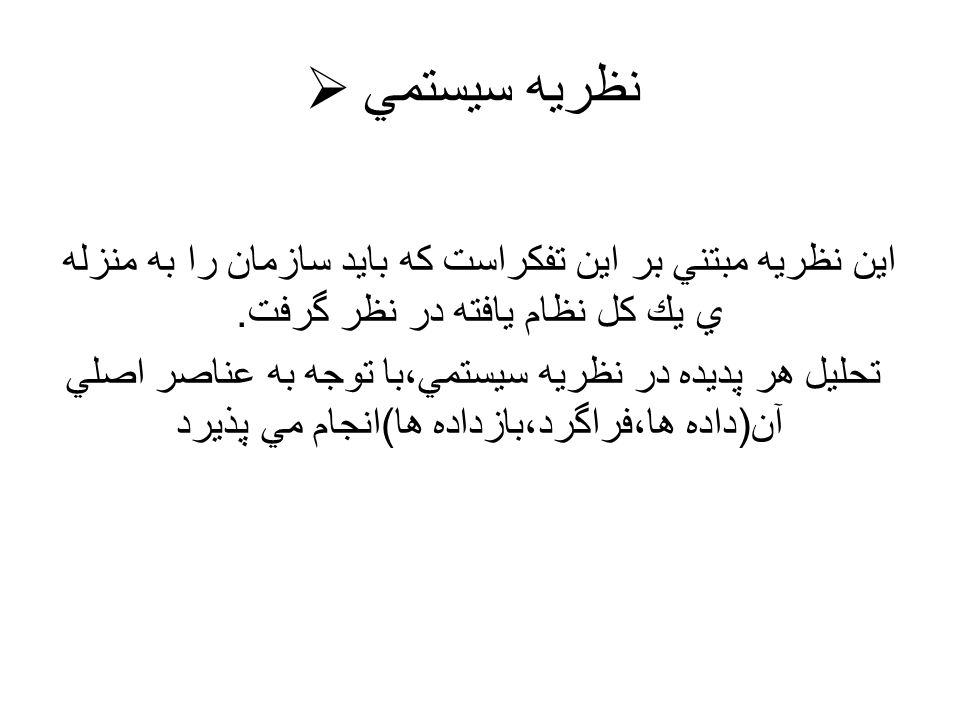 نظريه سيستمي ➢
اين نظريه مبتني بر اين تفكراست كه بايد سازمان را به منزله
ي يك كل نظام يافته در نظر گرفت.
تحليل هر پديده در نظريه سيستمي،با توجه به عناصر اصلي
آن(داده ها،فراگرد،بازداده ها)انجام مي پذيرد